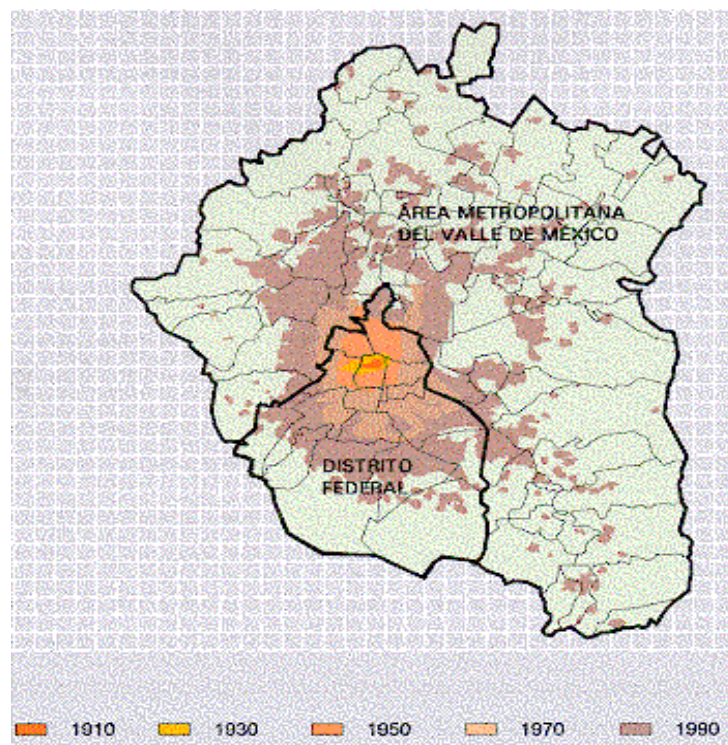 ÁREA METROPOLITANA
DEL VALLE DE MÉXICO
DISTRITO
FEDERAL
1910 1930 1950 1970 1990